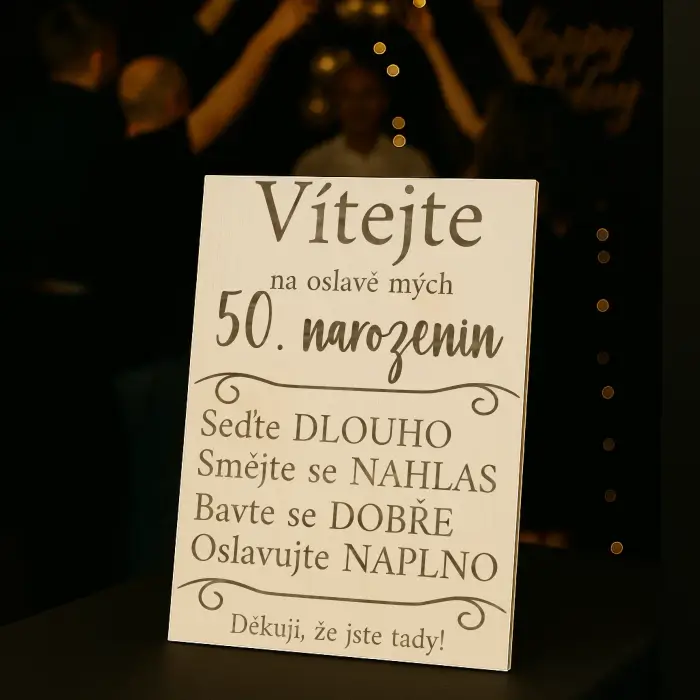 Happy
Vítejte
na oslavě mých
50. narozenin
Seďte DLOUHO
Smějte se NAHLAS
Bavte se DOBŘE
Oslavujte NAPLNO
Děkuji, že jste tady!